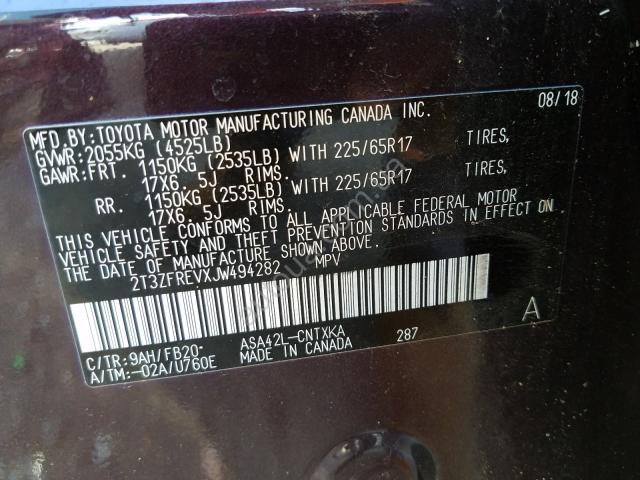 MFD.BY:TOYOTA MOTOR MANUFACTURING CANADA INC. 08/18
GVWR:2055KG (4525LB)
GAWR:FRT. 1150KG (2535LB) WITH 225/65R17 TIRES,
17X6. 5J RIMS.
RR. 1150KG (2535LB) WITH 225/65R17 TIRES,
17X6. 5J RIMS.
THIS VEHICLE CONFORMS TO ALL APPLICABLE FEDERAL MOTOR
VEHICLE SAFETY AND THEFT PREVENTION STANDARDS IN EFFECT ON
THE DATE OF MANUFACTURE SHOWN ABOVE.
2T3ZFREVXJW494282 MPV
A
C/TR:9AH/FB20- ASA42L-CNTXKA 287
A/TM:-02A/U760E MADE IN CANADA